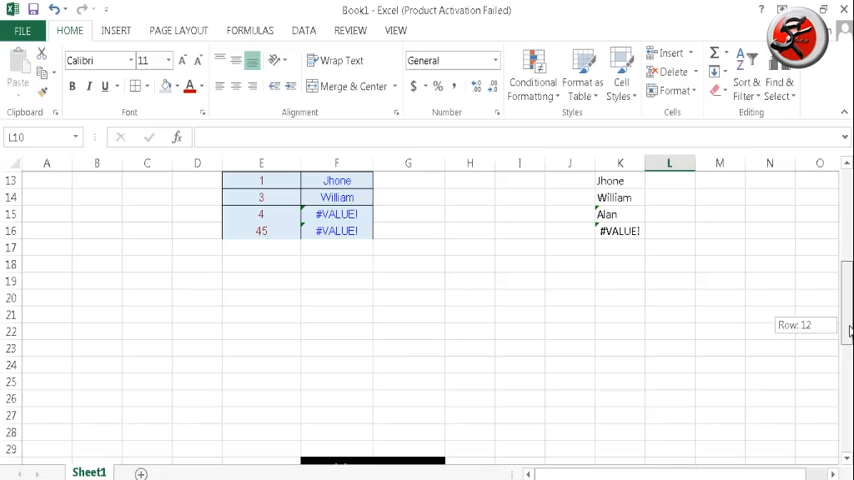 Book1 - Excel (Product Activation Failed)
FILE HOME INSERT PAGE LAYOUT FORMULAS DATA REVIEW VIEW
Paste
Calibri 11
B I U
Wrap Text
Merge & Center
General
$ % ,
Conditional Formatting
Format as Table
Cell Styles
Insert
Delete
Format
Sort & Filter
Find & Select
Clipboard Font Alignment Number Styles Cells Editing
L10 fx
A B C D E F G H I J K L M N O
13 1 Jhone Jhone
14 3 William William
15 4 #VALUE! Alan
16 45 #VALUE! #VALUE!
17
18
19
20
21
22 Row: 12
23
24
25
26
27
28
29
Sheet1